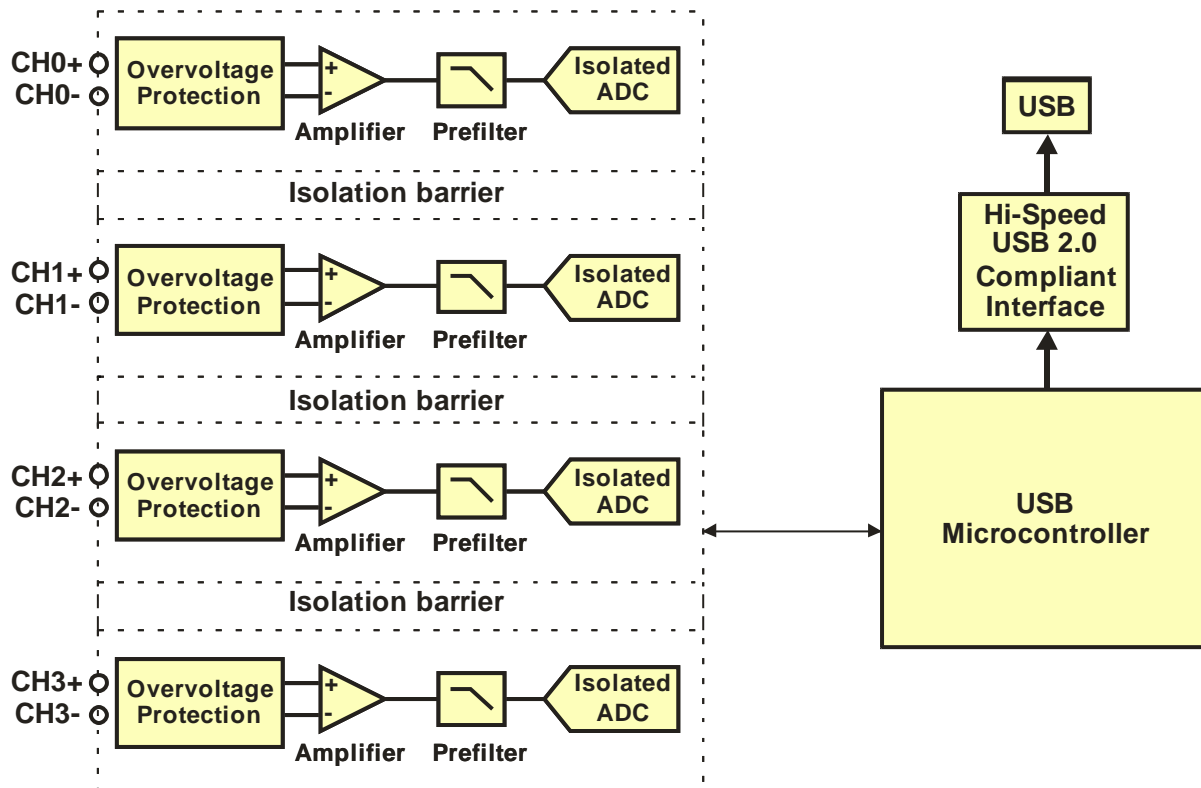 CH0+
CH0-
Overvoltage
Protection
+
-
Amplifier
Prefilter
Isolated
ADC
Isolation barrier
CH1+
CH1-
Overvoltage
Protection
+
-
Amplifier
Prefilter
Isolated
ADC
Isolation barrier
CH2+
CH2-
Overvoltage
Protection
+
-
Amplifier
Prefilter
Isolated
ADC
Isolation barrier
CH3+
CH3-
Overvoltage
Protection
+
-
Amplifier
Prefilter
Isolated
ADC
USB
Hi-Speed
USB 2.0
Compliant
Interface
USB
Microcontroller